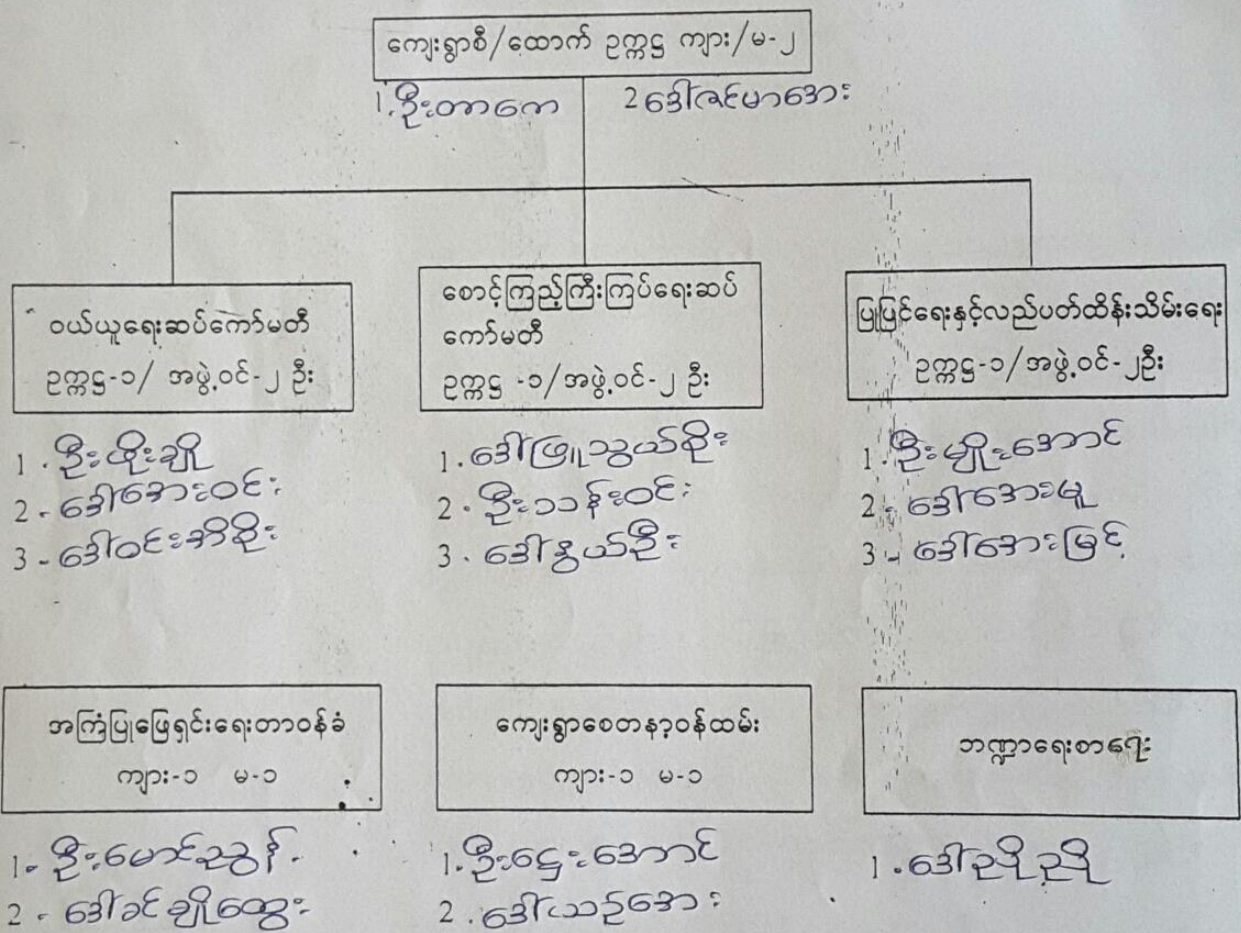 ကျေးရွာစီ/ထောက် ဥက္ကဋ္ဌ ကျား/မ-၂
1.ဦးတာကေ
2 ဒေါ်ခင်မာအေး
ဝယ်ယူရေးဆပ်ကော်မတီ
ဥက္ကဋ္ဌ-၁/ အဖွဲ့ဝင်-၂ ဦး
1. ဦးဖိုးချို
2 - ဒေါ်အေးဝင်း
3 - ဒေါ်ဝင်းအိစိုး
စောင့်ကြည့်ကြီးကြပ်ရေးဆပ်
ကော်မတီ
ဥက္ကဋ္ဌ -၁/အဖွဲ့ဝင်-၂ ဦး
1. ဒေါ်ဖြူသွယ်စိုး
2. ဦးသန်းဝင်း
3. ဒေါ်နွယ်ဦး
ပြုပြင်ရေးနှင့်လည်ပတ်ထိန်းသိမ်းရေး
ဥက္ကဋ္ဌ-၁/အဖွဲ့ဝင်-၂ဦး
1. ဦးမျိုးအောင်
2. ဒေါ်အေးမူ
3 - ဒေါ်အေးမြင့်
အကြံပြုဖြေရှင်းရေးတာဝန်ခံ
ကျား-၁ မ-၁
1. ဦးမောင်ညွန့်
2 - ဒေါ်ခင်ချိုထွေး
ကျေးရွာစေတနာ့ဝန်ထမ်း
ကျား-၁ မ-၁
1. ဦးဌေးအောင်
2. ဒေါ်ယဉ်အေး
ဘဏ္ဍာရေးစာရေး
1. ဒေါ်ညိုညို